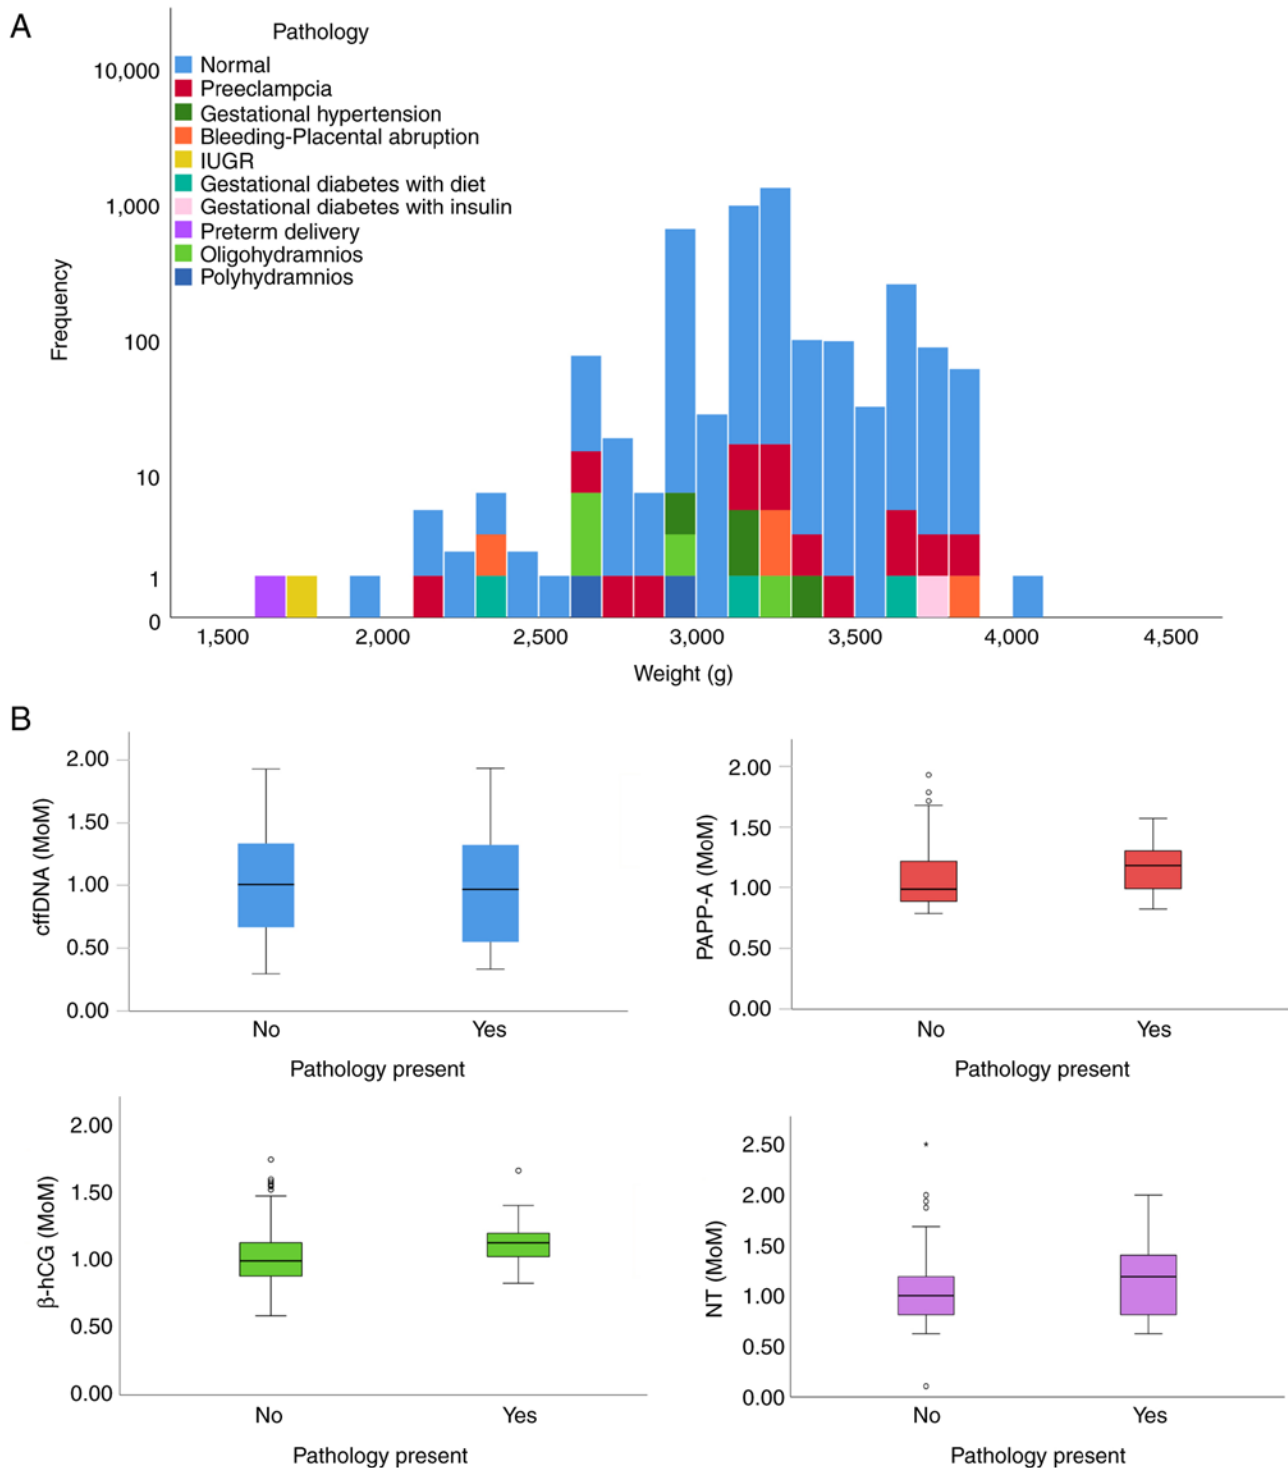 A
Pathology
Normal
Preeclampcia
Gestational hypertension
Bleeding-Placental abruption
IUGR
Gestational diabetes with diet
Gestational diabetes with insulin
Preterm delivery
Oligohydramnios
Polyhydramnios
Frequency
10,000
1,000
100
10
1
0
1,500 2,000 2,500 3,000 3,500 4,000 4,500
Weight (g)
B
cffDNA (MoM)
2.00
1.50
1.00
0.50
0.00
No Yes
Pathology present
PAPP-A (MoM)
2.00
1.50
1.00
0.50
0.00
No Yes
Pathology present
β-hCG (MoM)
2.00
1.50
1.00
0.50
0.00
No Yes
Pathology present
NT (MoM)
2.50
2.00
1.50
1.00
0.50
0.00
No Yes
Pathology present